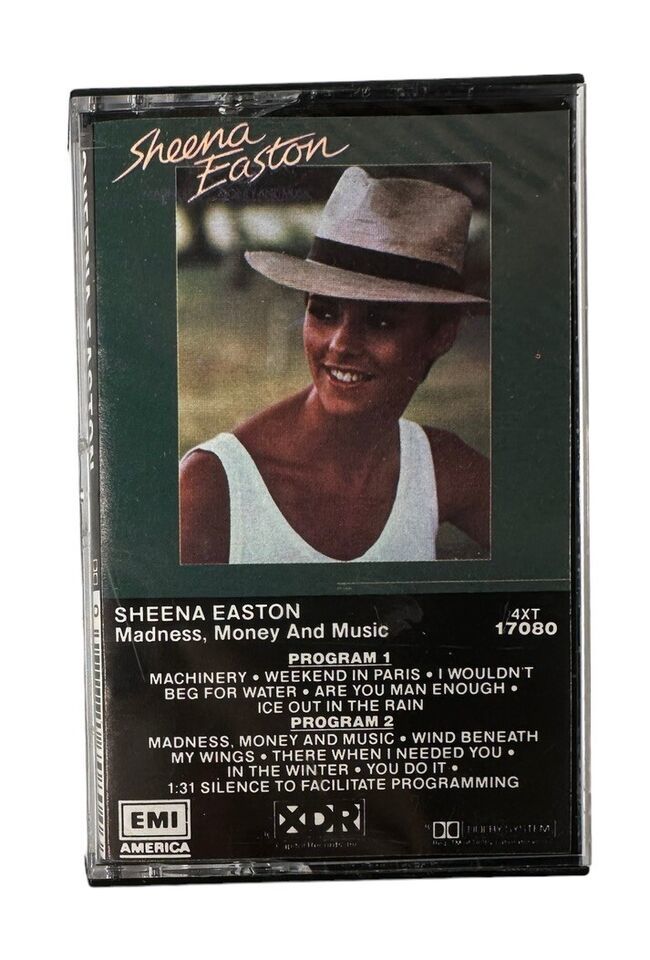 Sheena
Easton
SHEENA EASTON
Madness, Money And Music
4XT
17080
PROGRAM 1
MACHINERY • WEEKEND IN PARIS • I WOULDN'T
BEG FOR WATER • ARE YOU MAN ENOUGH •
ICE OUT IN THE RAIN
PROGRAM 2
MADNESS, MONEY AND MUSIC • WIND BENEATH
MY WINGS • THERE WHEN I NEEDED YOU •
IN THE WINTER • YOU DO IT •
1:31 SILENCE TO FACILITATE PROGRAMMING
EMI
AMERICA
XDR
DOLBY SYSTEM
SHEENA EASTON